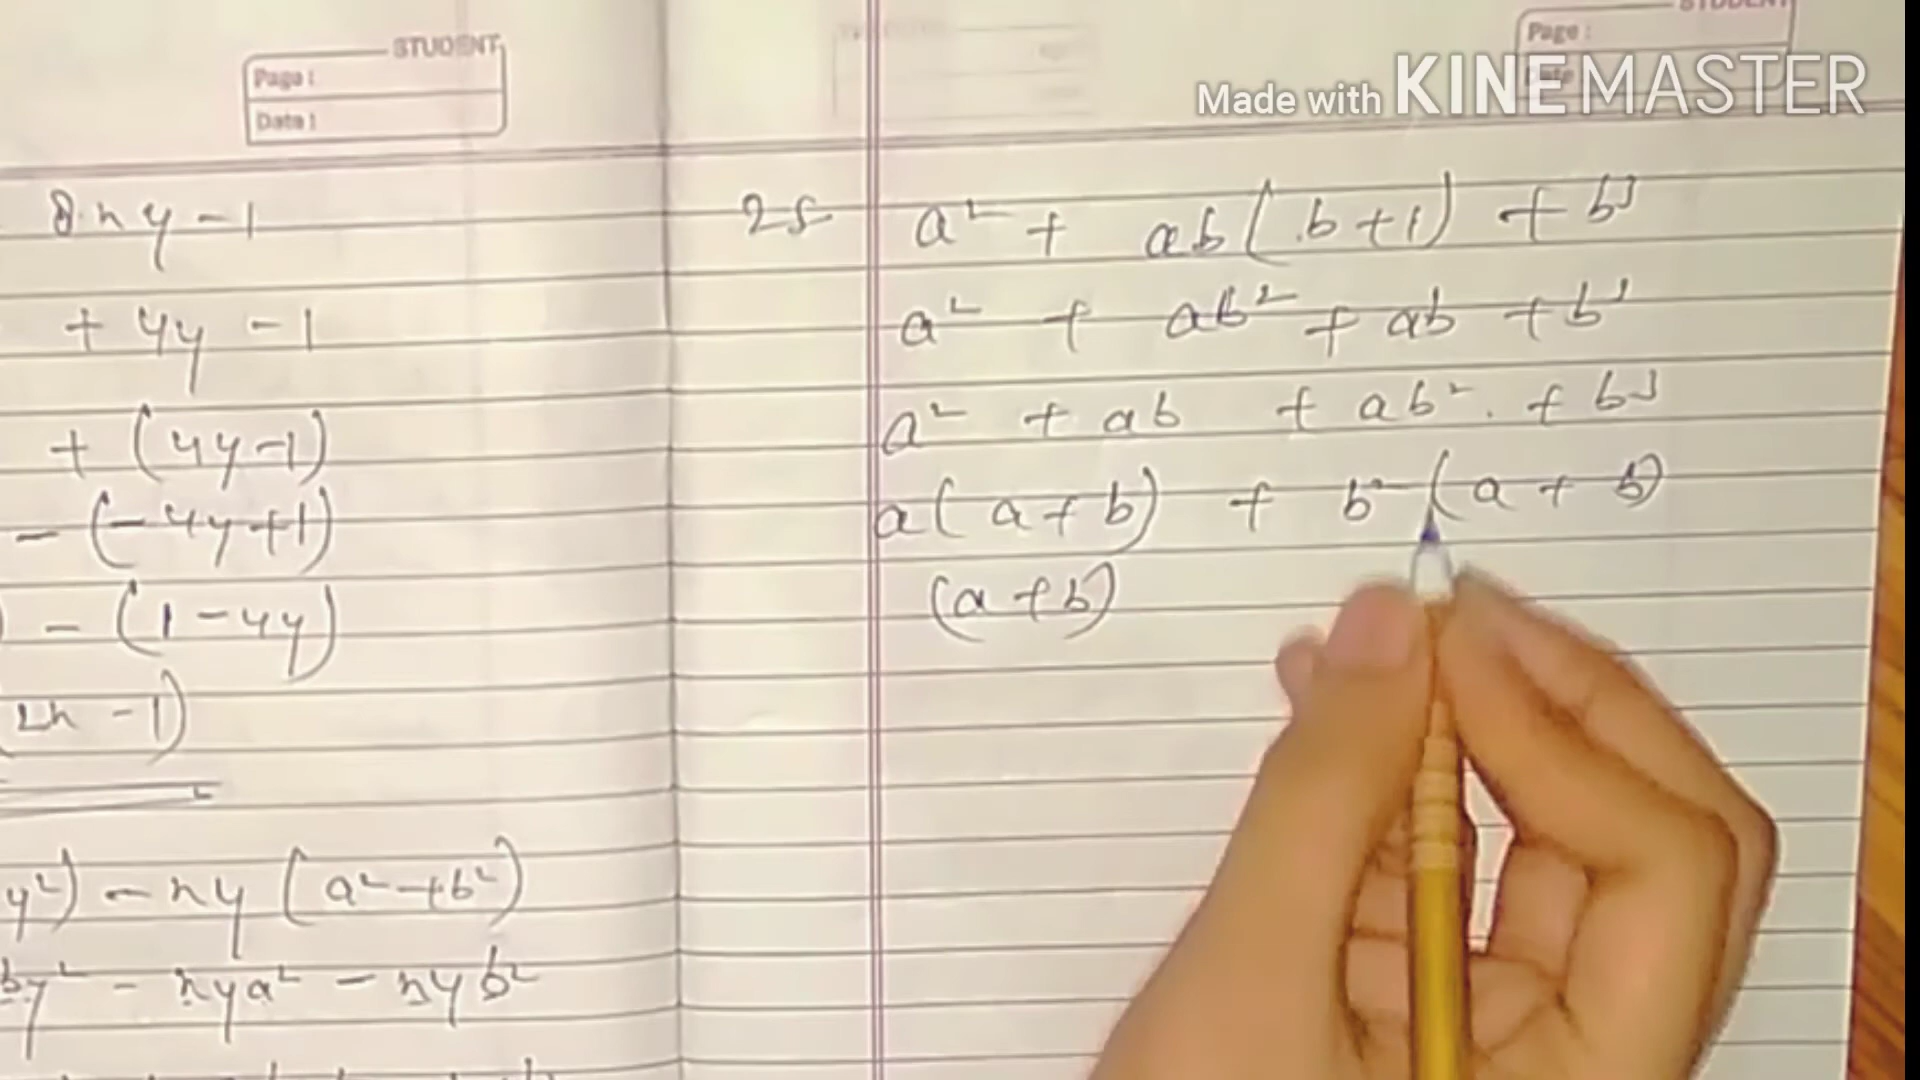 STUDENT
Page :
Date :
STUDENT
Page :
Made with KINEMASTER
8xy - 1
+ 4y - 1
+ (4y-1)
- (-4y+1)
) - (1-4y)
(2x - 1)
y²) - xy (a² + b²)
by² - xya² - xyb²
25 a² + ab( b+1) + b³
a² + ab² + ab + b³
a² + ab + ab² . + b³
a( a+b) + b² (a + b)
(a +b)